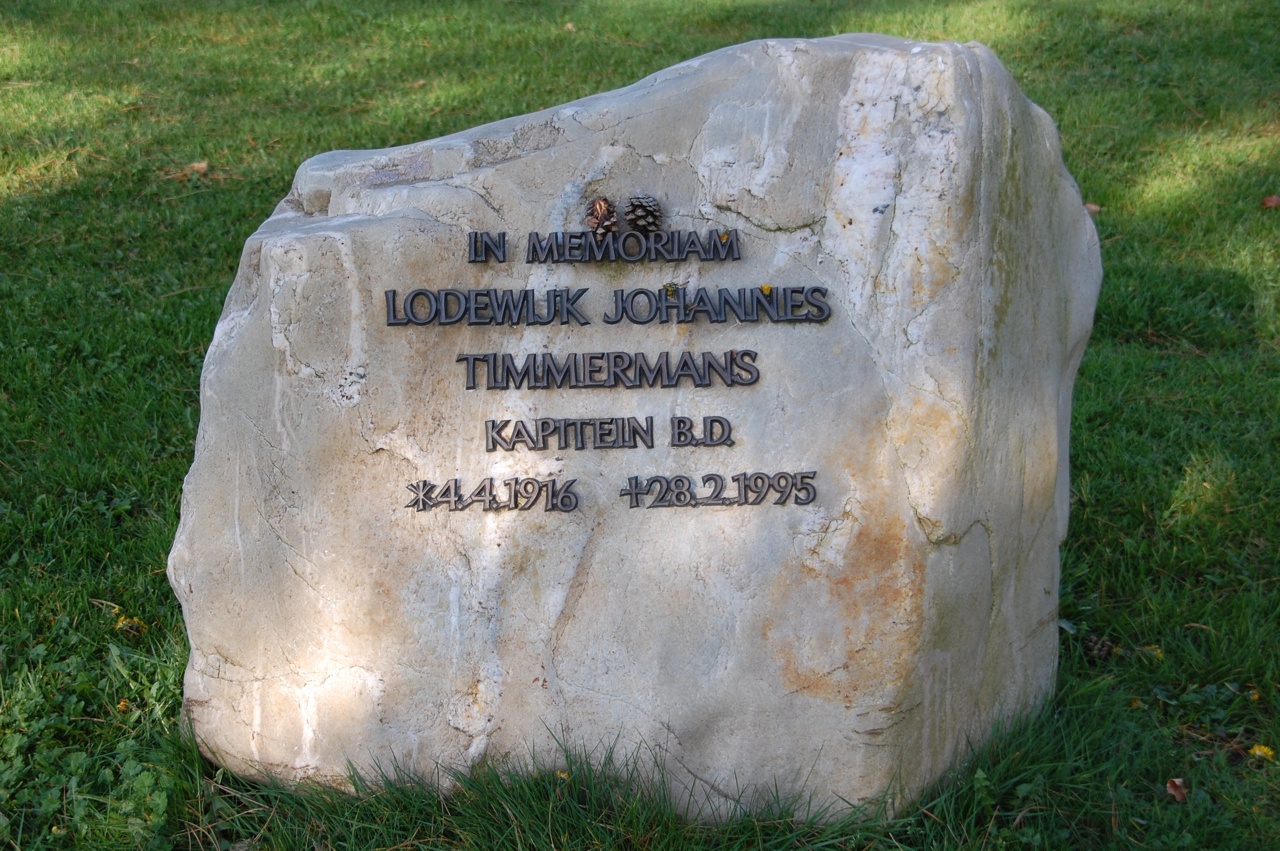 IN MEMORIAM
LODEWIJK JOHANNES
TIMMERMANS
KAPITEIN B.D.
*4.4.1916 †28.2.1995